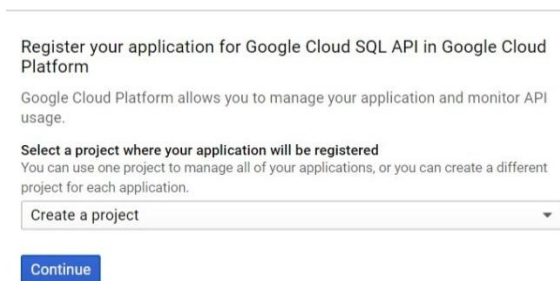 Register your application for Google Cloud SQL API in Google Cloud
Platform
Google Cloud Platform allows you to manage your application and monitor API
usage.
Select a project where your application will be registered
You can use one project to manage all of your applications, or you can create a different
project for each application.
Create a project
Continue